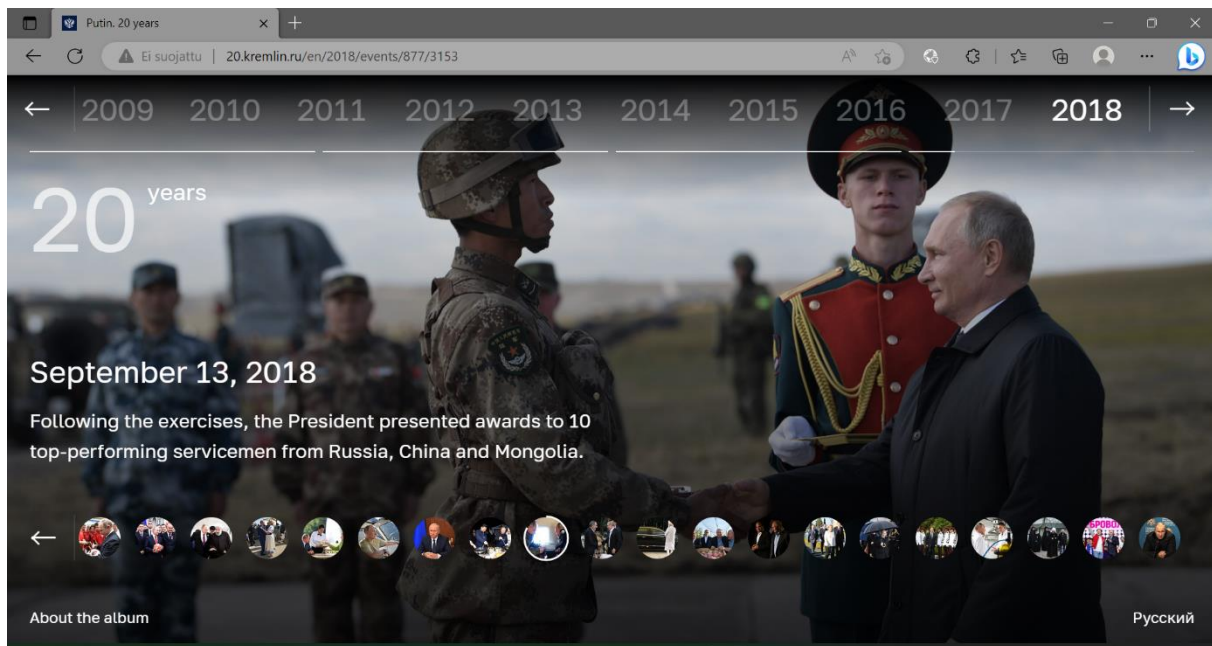 Putin. 20 years
Ei suojattu | 20.kremlin.ru/en/2018/events/877/3153
2009 2010 2011 2012 2013 2014 2015 2016 2017 2018
20 years
September 13, 2018
Following the exercises, the President presented awards to 10
top-performing servicemen from Russia, China and Mongolia.
About the album
Русский